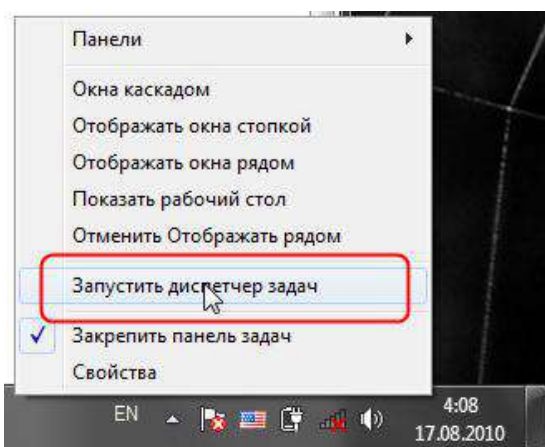 Панели
Окна каскадом
Отображать окна стопкой
Отображать окна рядом
Показать рабочий стол
Отменить Отображать рядом
Запустить диспетчер задач
Закрепить панель задач
Свойства
EN
4:08
17.08.2010